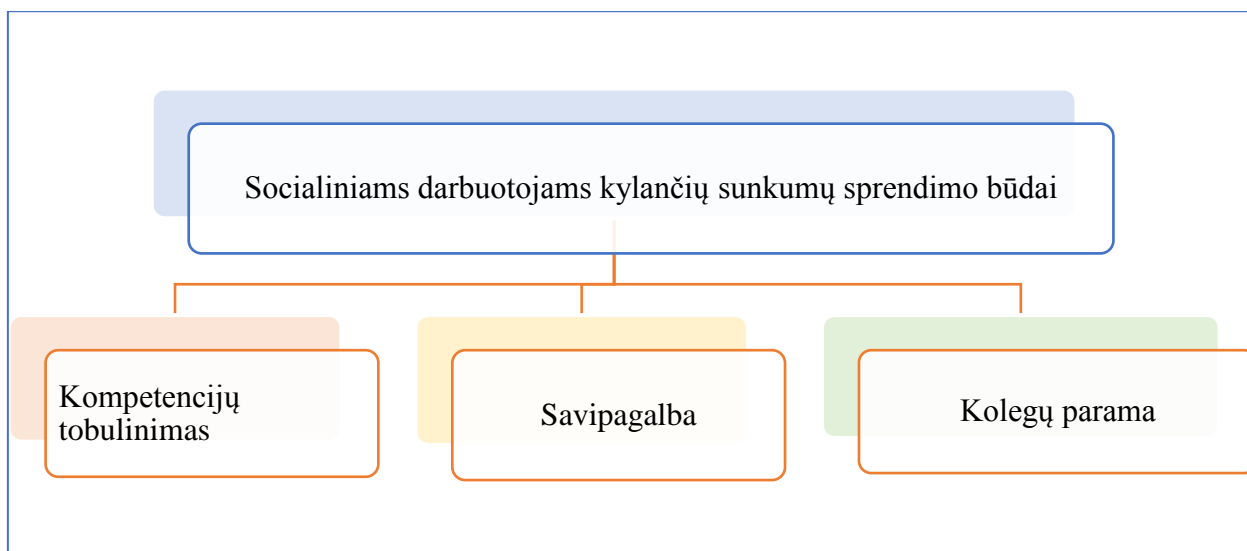 Socialiniams darbuotojams kylančių sunkumų sprendimo būdai
Kompetencijų
tobulinimas
Savipagalba
Kolegų parama